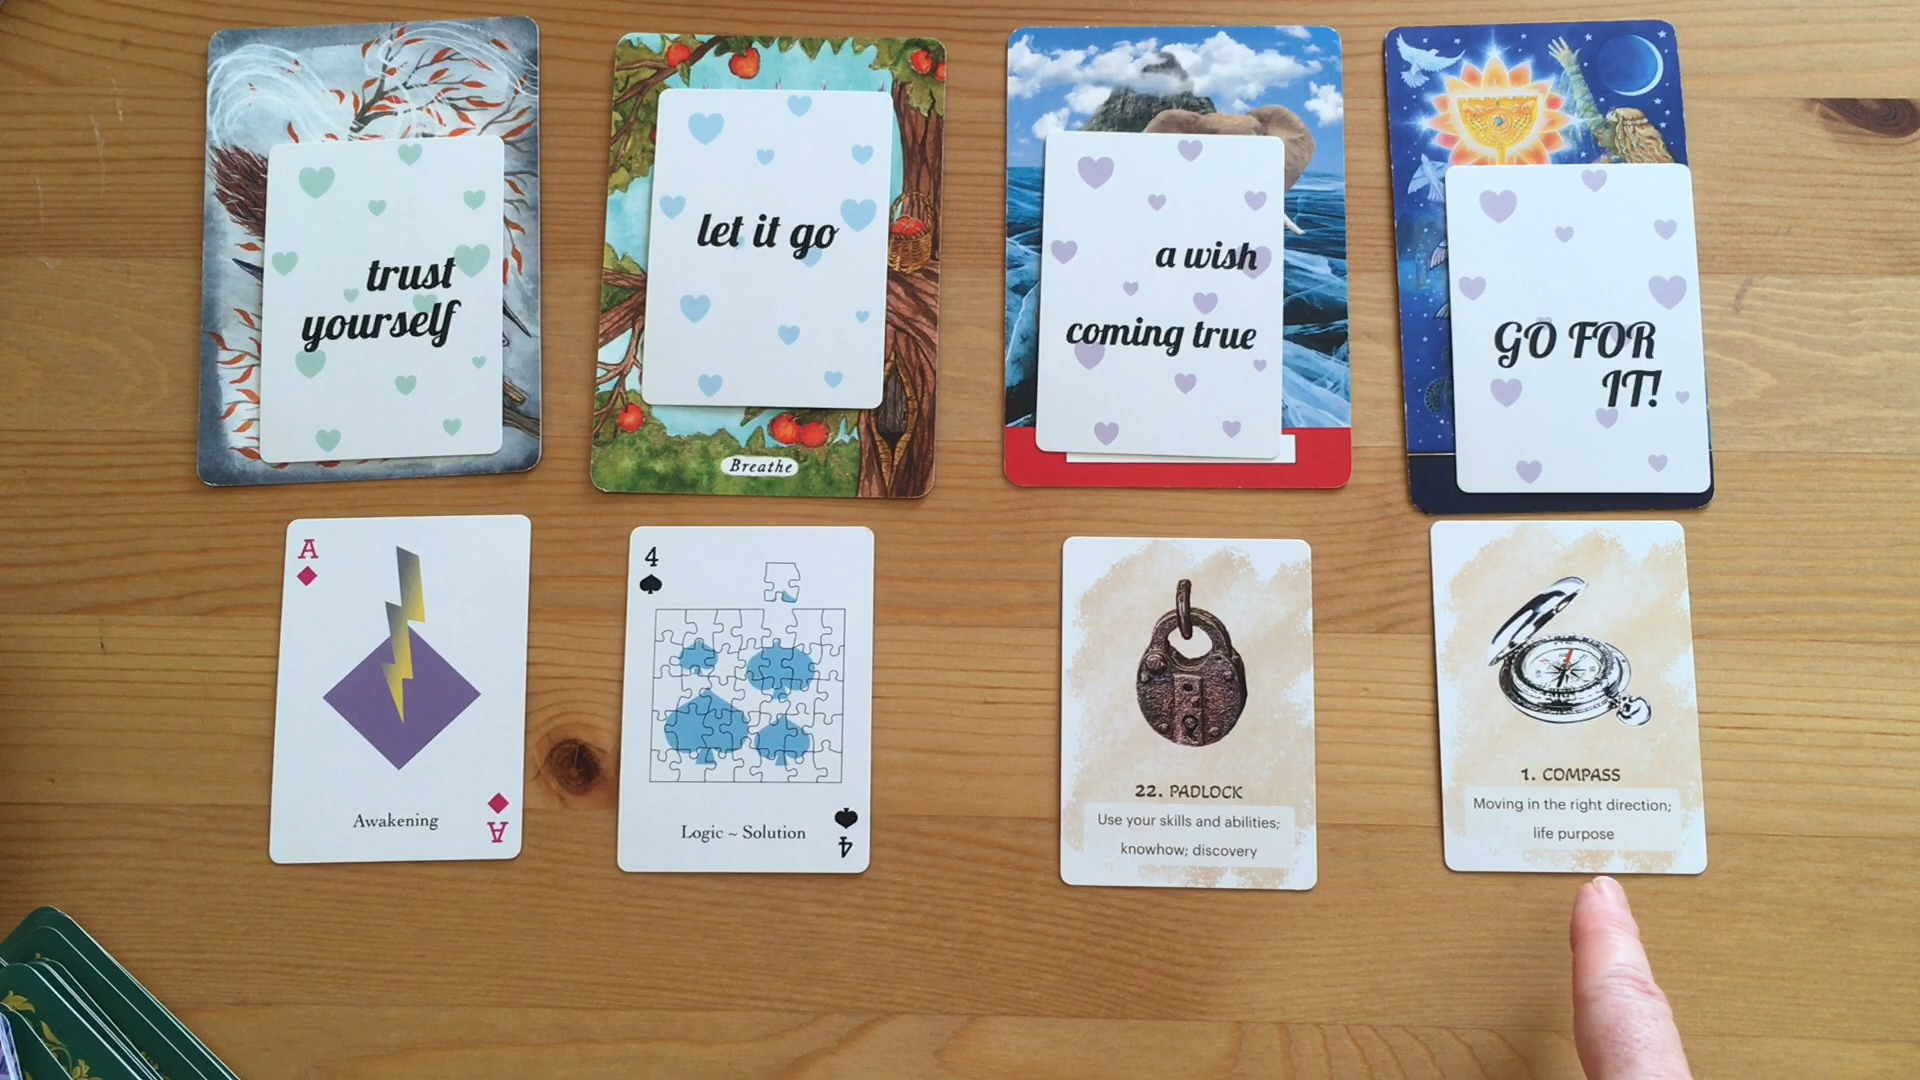 trust
yourself
let it go
Breathe
a wish
coming true
GO FOR
IT!
A
Awakening
A
4
Logic ~ Solution
4
22. PADLOCK
Use your skills and abilities;
knowhow; discovery
1. COMPASS
Moving in the right direction;
life purpose